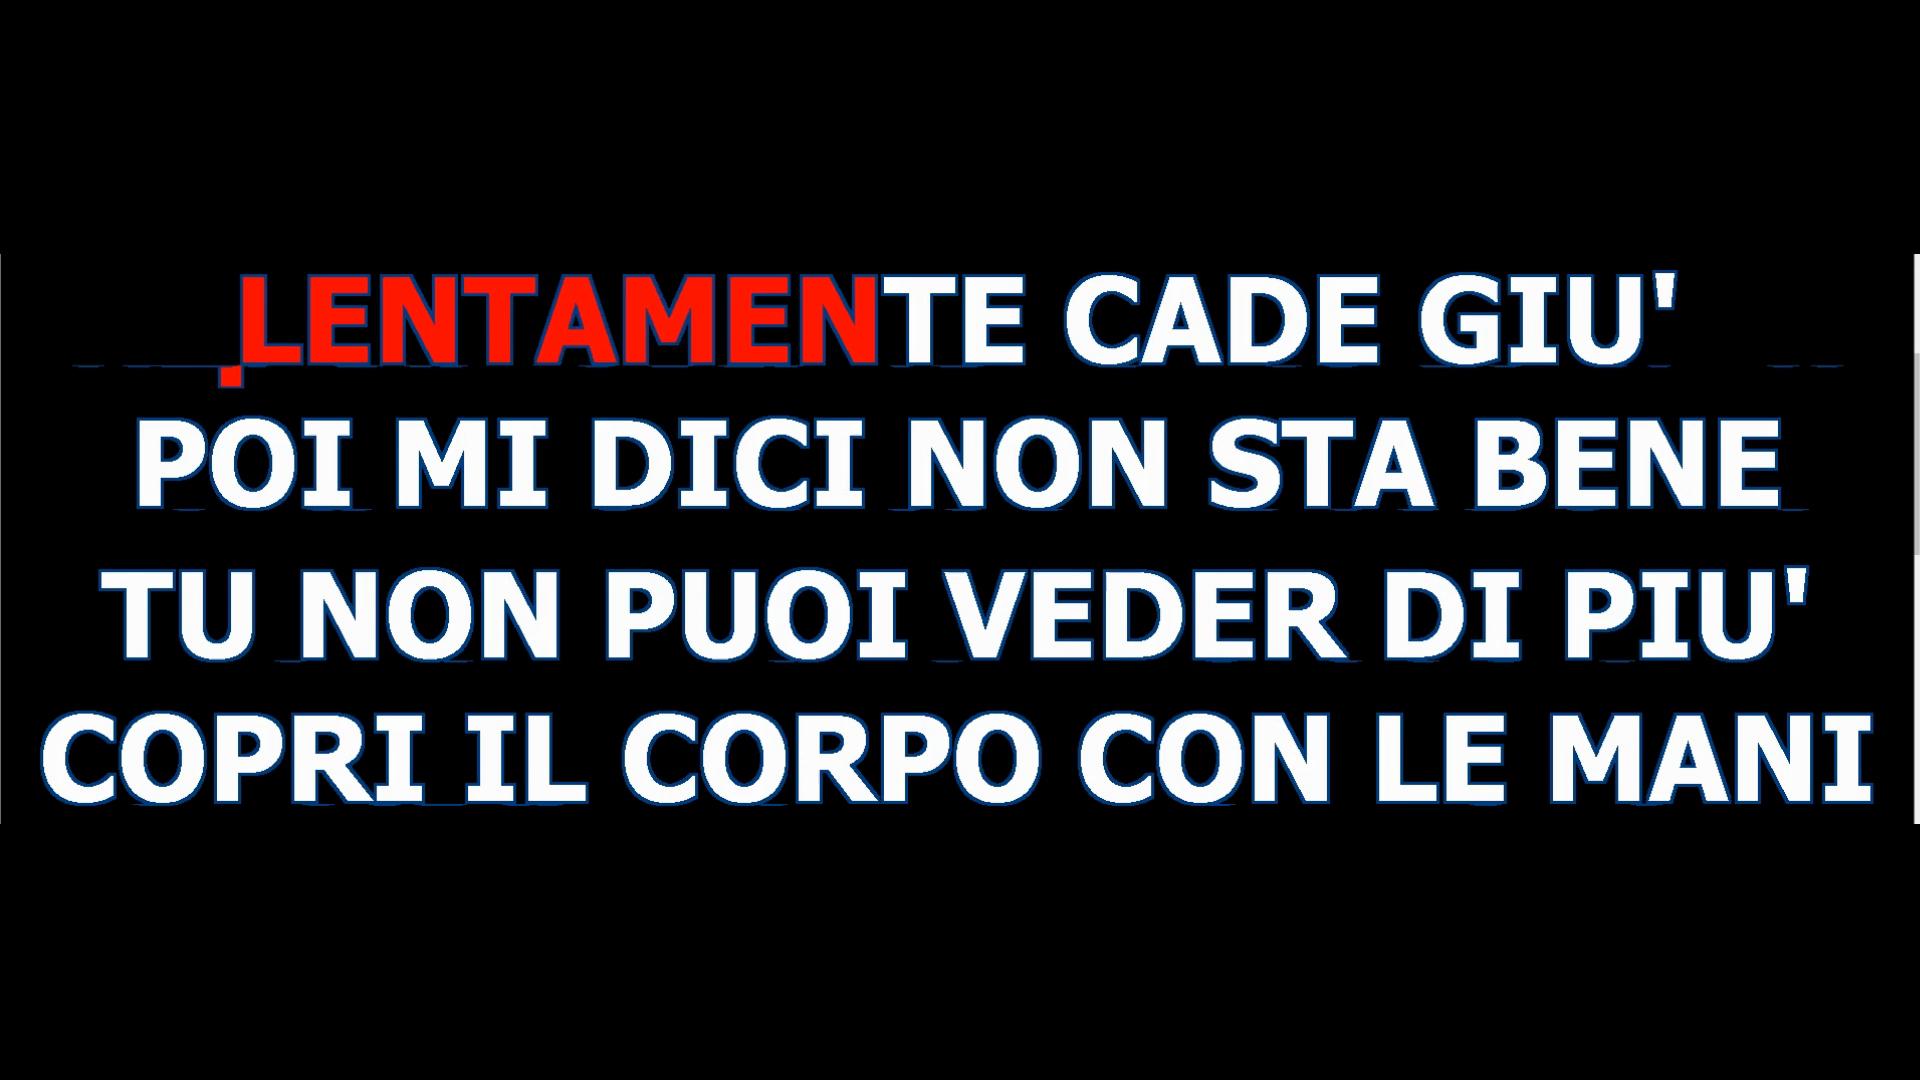 LENTAMENTE CADE GIU'
POI MI DICI NON STA BENE
TU NON PUOI VEDER DI PIU'
COPRI IL CORPO CON LE MANI